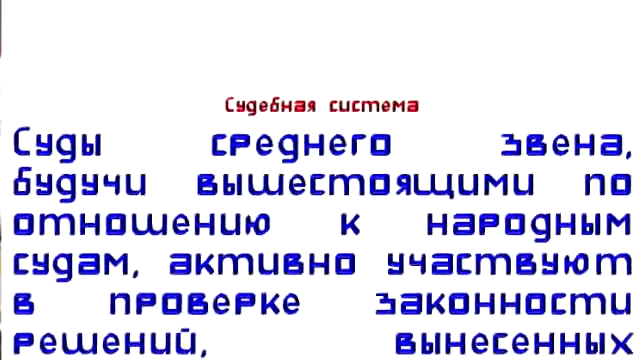 Судебная система
Суды среднего звена,
будучи вышестоящими по
отношению к народным
судам, активно участвуют
в проверке законности
решений, вынесенных